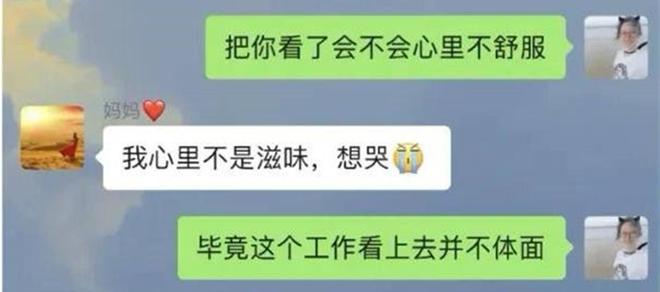 把你看了会不会心里不舒服
妈妈❤️
我心里不是滋味，想哭😭
毕竟这个工作看上去并不体面